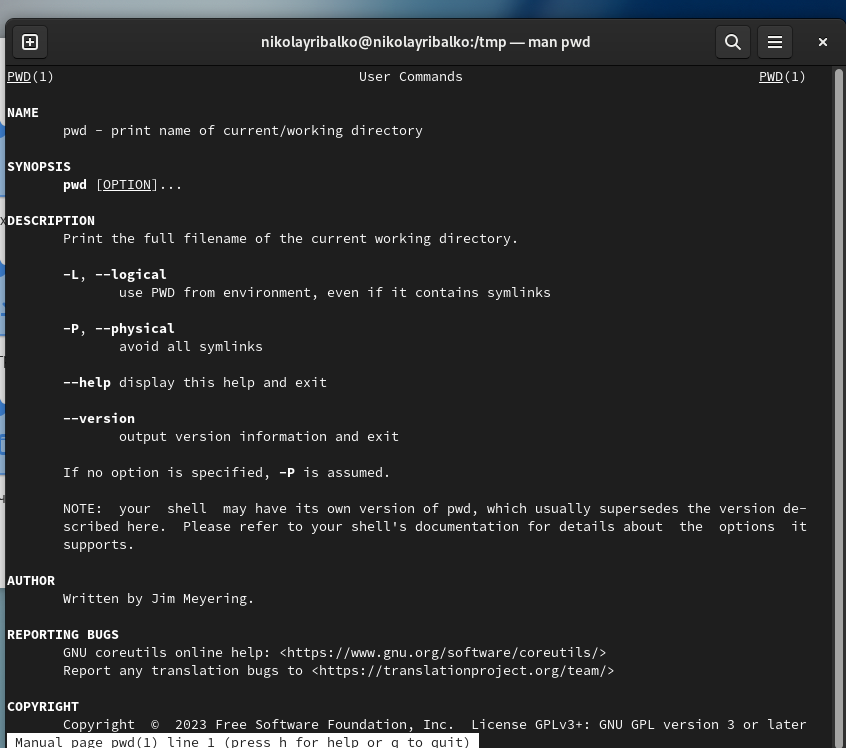 nikolayribalko@nikolayribalko:/tmp — man pwd
PWD(1) User Commands PWD(1)
NAME
pwd - print name of current/working directory
SYNOPSIS
pwd [OPTION]...
DESCRIPTION
Print the full filename of the current working directory.
-L, --logical
use PWD from environment, even if it contains symlinks
-P, --physical
avoid all symlinks
--help display this help and exit
--version
output version information and exit
If no option is specified, -P is assumed.
NOTE: your shell may have its own version of pwd, which usually supersedes the version de-
scribed here. Please refer to your shell's documentation for details about the options it
supports.
AUTHOR
Written by Jim Meyering.
REPORTING BUGS
GNU coreutils online help: <https://www.gnu.org/software/coreutils/>
Report any translation bugs to <https://translationproject.org/team/>
COPYRIGHT
Copyright © 2023 Free Software Foundation, Inc. License GPLv3+: GNU GPL version 3 or later
Manual page pwd(1) line 1 (press h for help or q to quit)